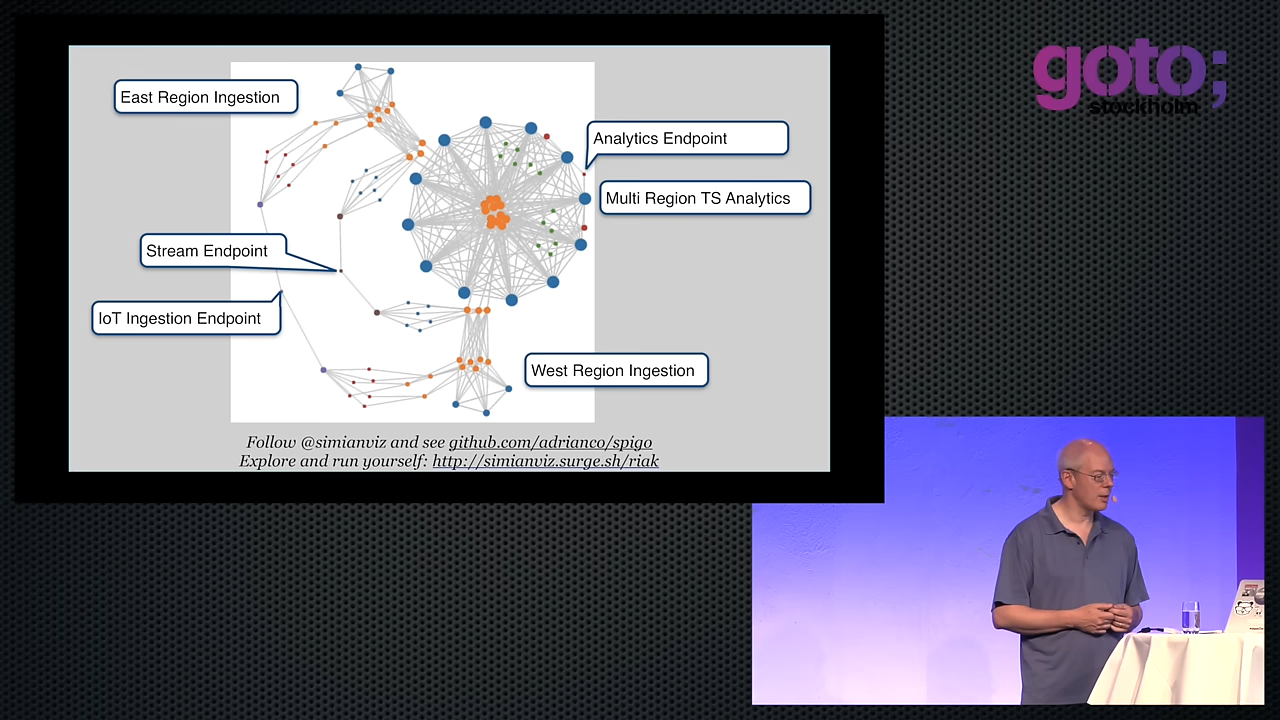 goto;
stockholm
East Region Ingestion
Analytics Endpoint
Multi Region TS Analytics
Stream Endpoint
IoT Ingestion Endpoint
West Region Ingestion
Follow @simianviz and see github.com/adrianco/spigo
Explore and run yourself: http://simianviz.surge.sh/riak